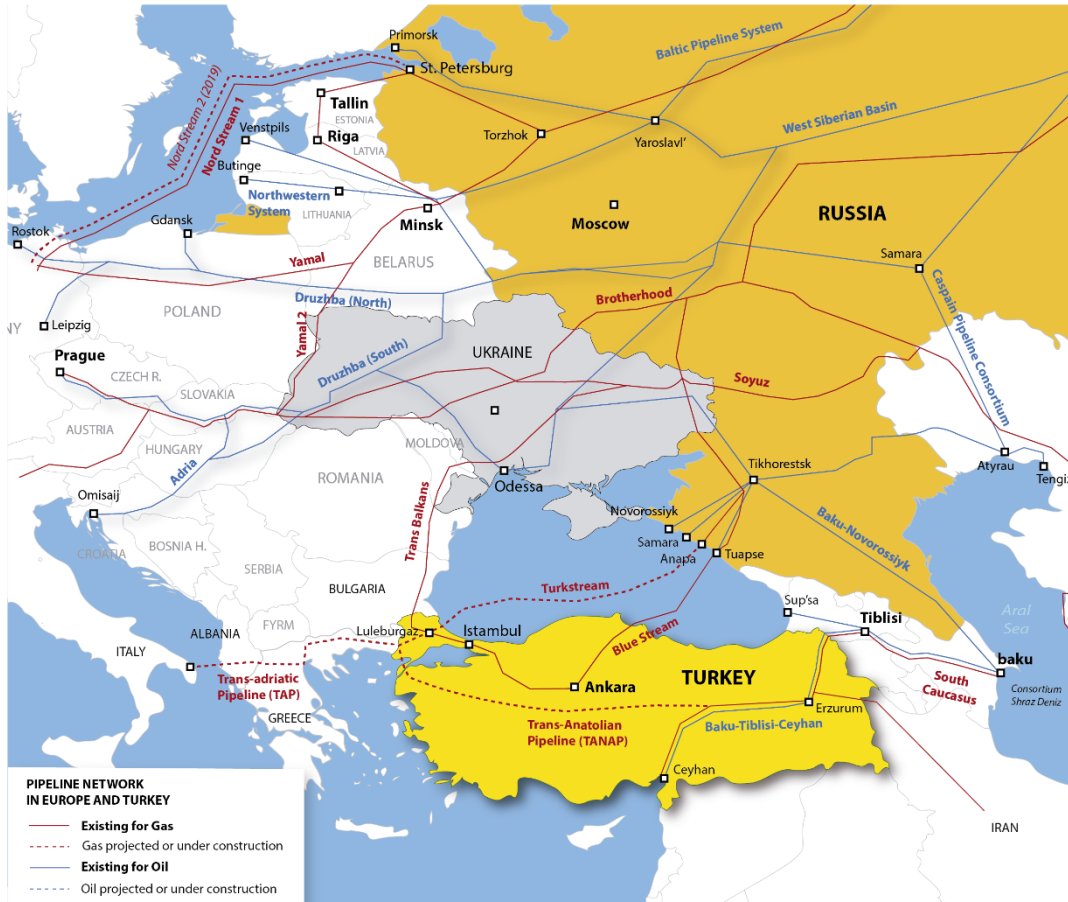 Primorsk
Baltic Pipeline System
St. Petersburg
Nord Stream 2 (2019)
Nord Stream 1
Tallin
ESTONIA
Venstpils
Riga
LATVIA
Torzhok
Yaroslavl'
West Siberian Basin
Butinge
Northwestern
System
LITHUANIA
Minsk
Moscow
RUSSIA
Gdansk
Rostok
Yamal
BELARUS
Samara
Caspain Pipeline Consortium
Druzhba (North)
Brotherhood
POLAND
NY
Leipzig
Yamal 2
Druzhba (South)
UKRAINE
Prague
CZECH R.
SLOVAKIA
Soyuz
AUSTRIA
HUNGARY
MOLDOVA
Adria
ROMANIA
Odessa
Tikhorestsk
Atyrau
Tengiz
Omisaij
CROATIA
BOSNIA H.
Trans Balkans
Novorossiyk
Samara
Anapa
Tuapse
Baku-Novorossiyk
SERBIA
BULGARIA
Turkstream
Sup'sa
Aral
Sea
FYRM
ALBANIA
ITALY
Luleburgaz
Istambul
Blue Stream
Tiblisi
baku
Consortium
Shraz Deniz
South
Caucasus
Trans-adriatic
Pipeline (TAP)
Ankara
TURKEY
Erzurum
GREECE
Trans-Anatolian
Pipeline (TANAP)
Baku-Tiblisi-Ceyhan
Ceyhan
IRAN
PIPELINE NETWORK
IN EUROPE AND TURKEY
Existing for Gas
Gas projected or under construction
Existing for Oil
Oil projected or under construction